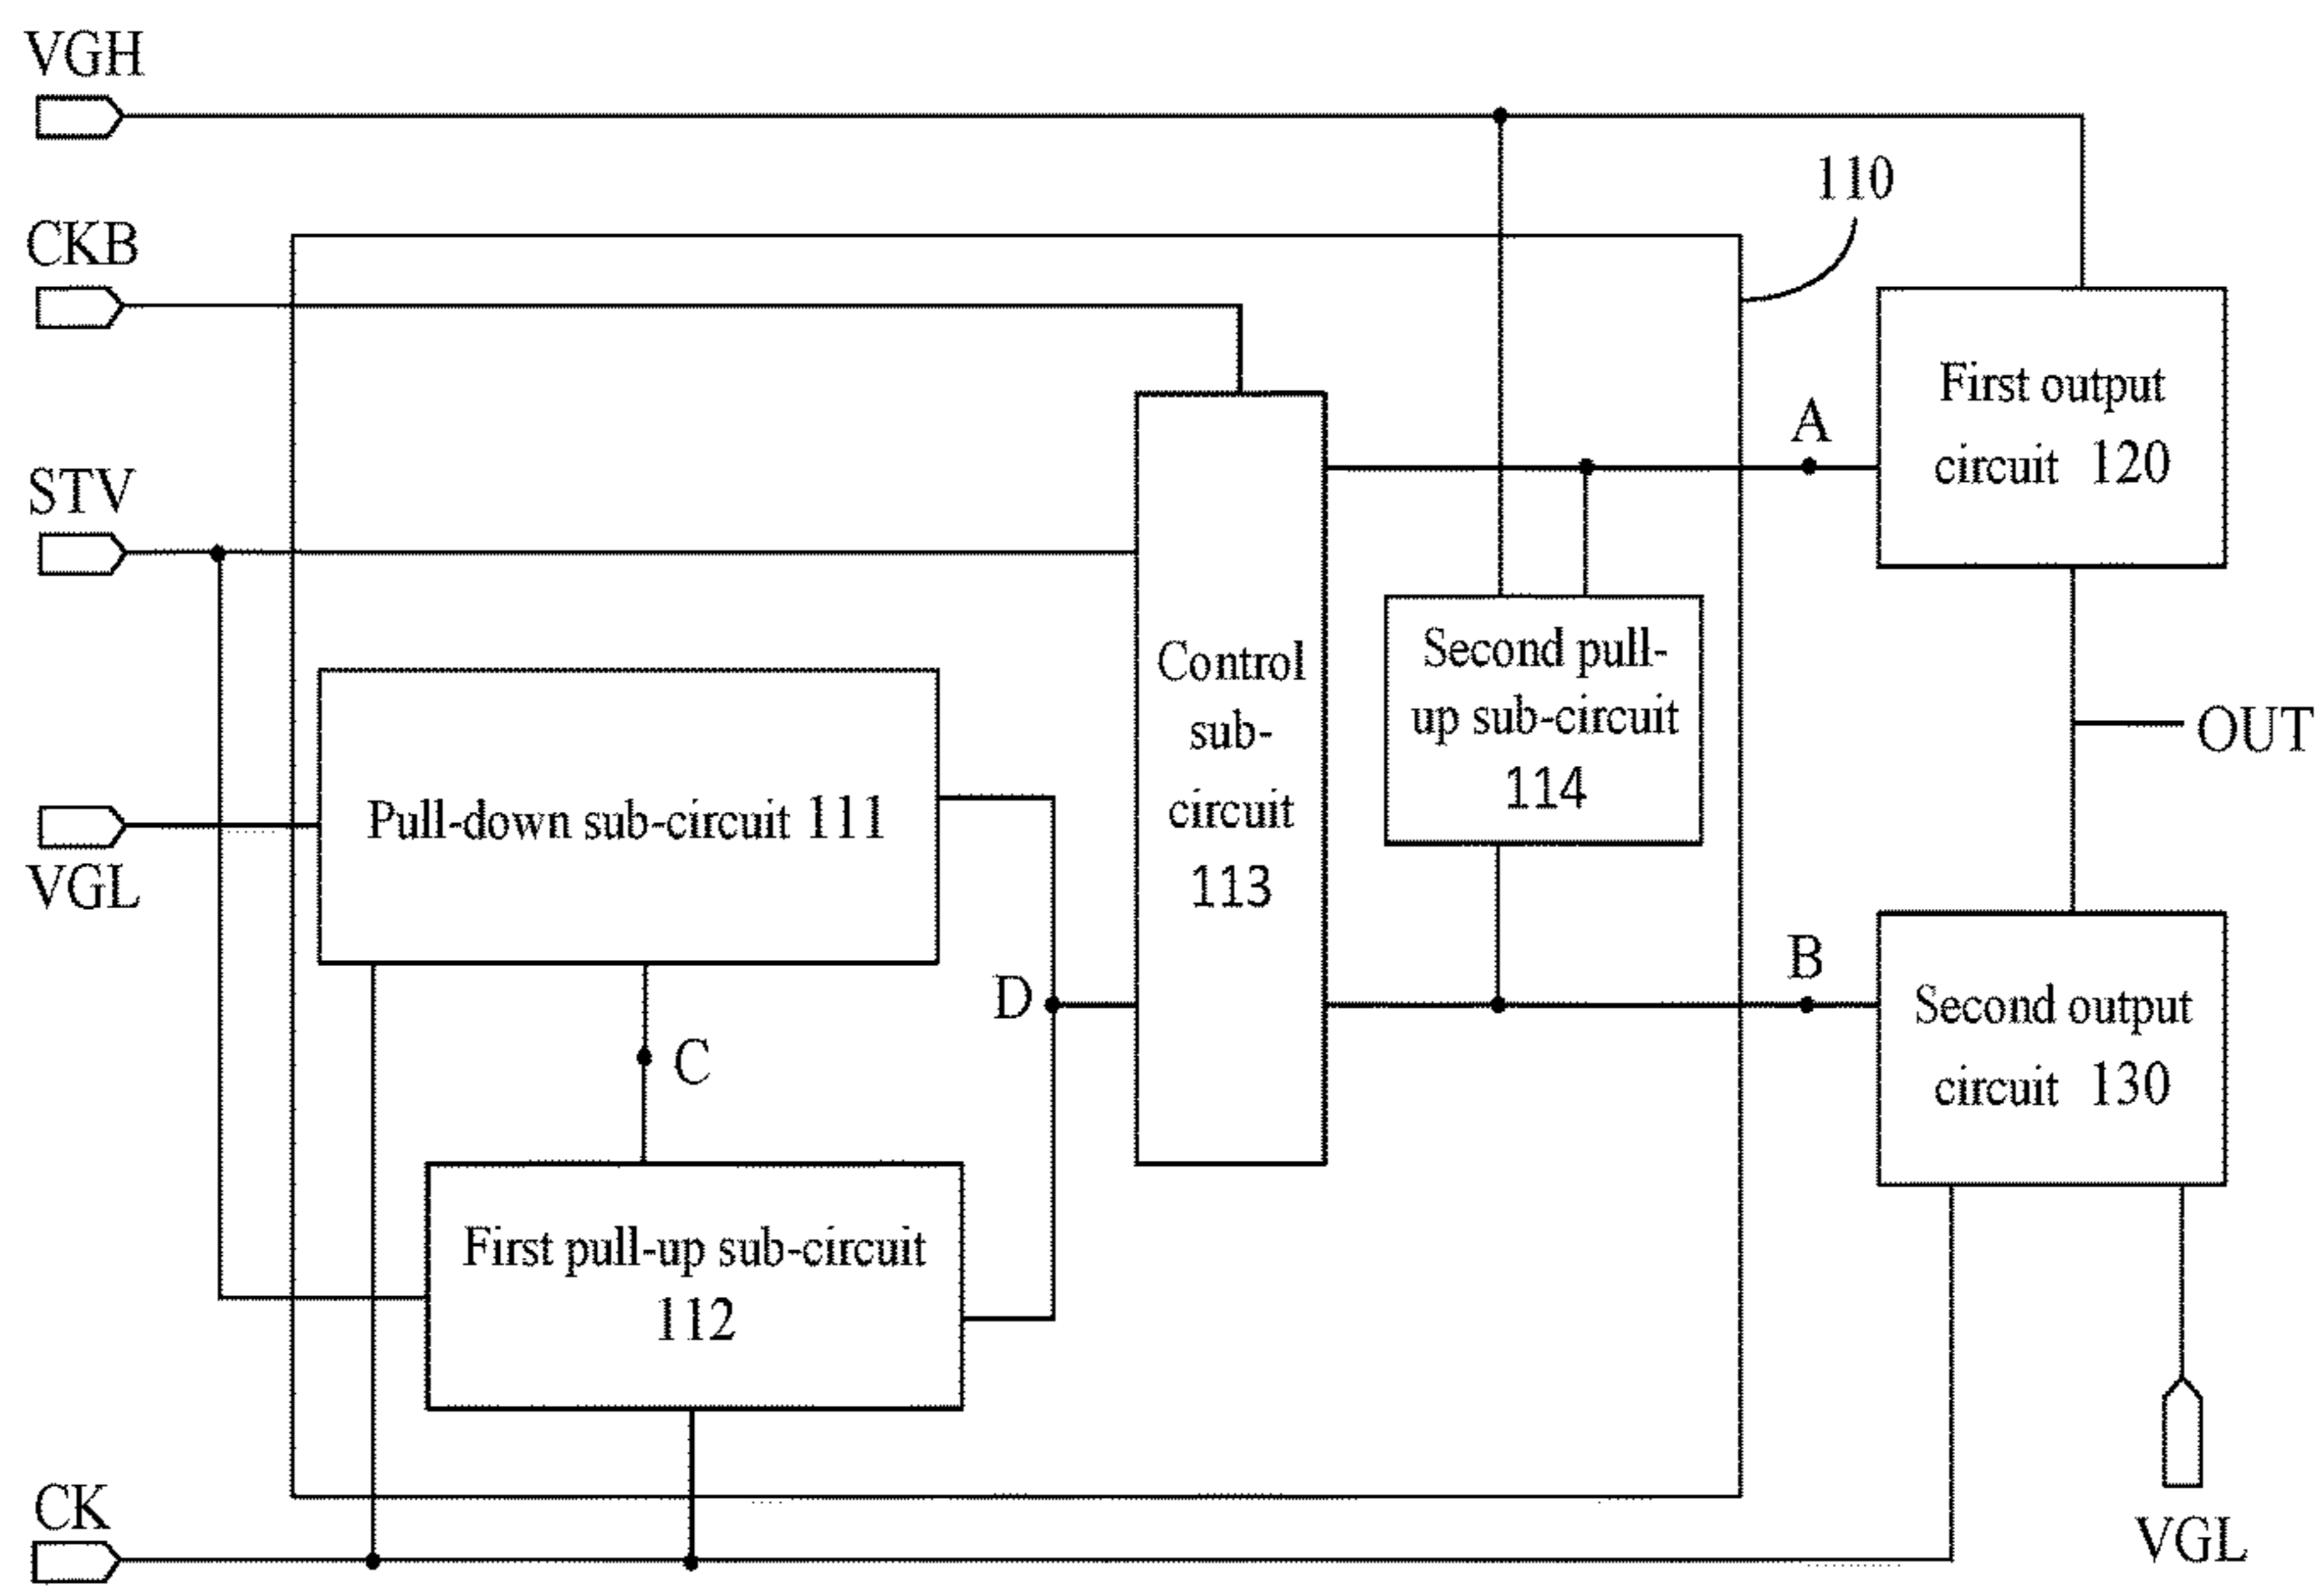 VGH
110
CKB
First output
circuit 120
A
STV
Control
sub-
circuit
113
Second pull-
up sub-circuit
114
OUT
Pull-down sub-circuit 111
VGL
B
D
Second output
circuit 130
C
First pull-up sub-circuit
112
CK
VGL